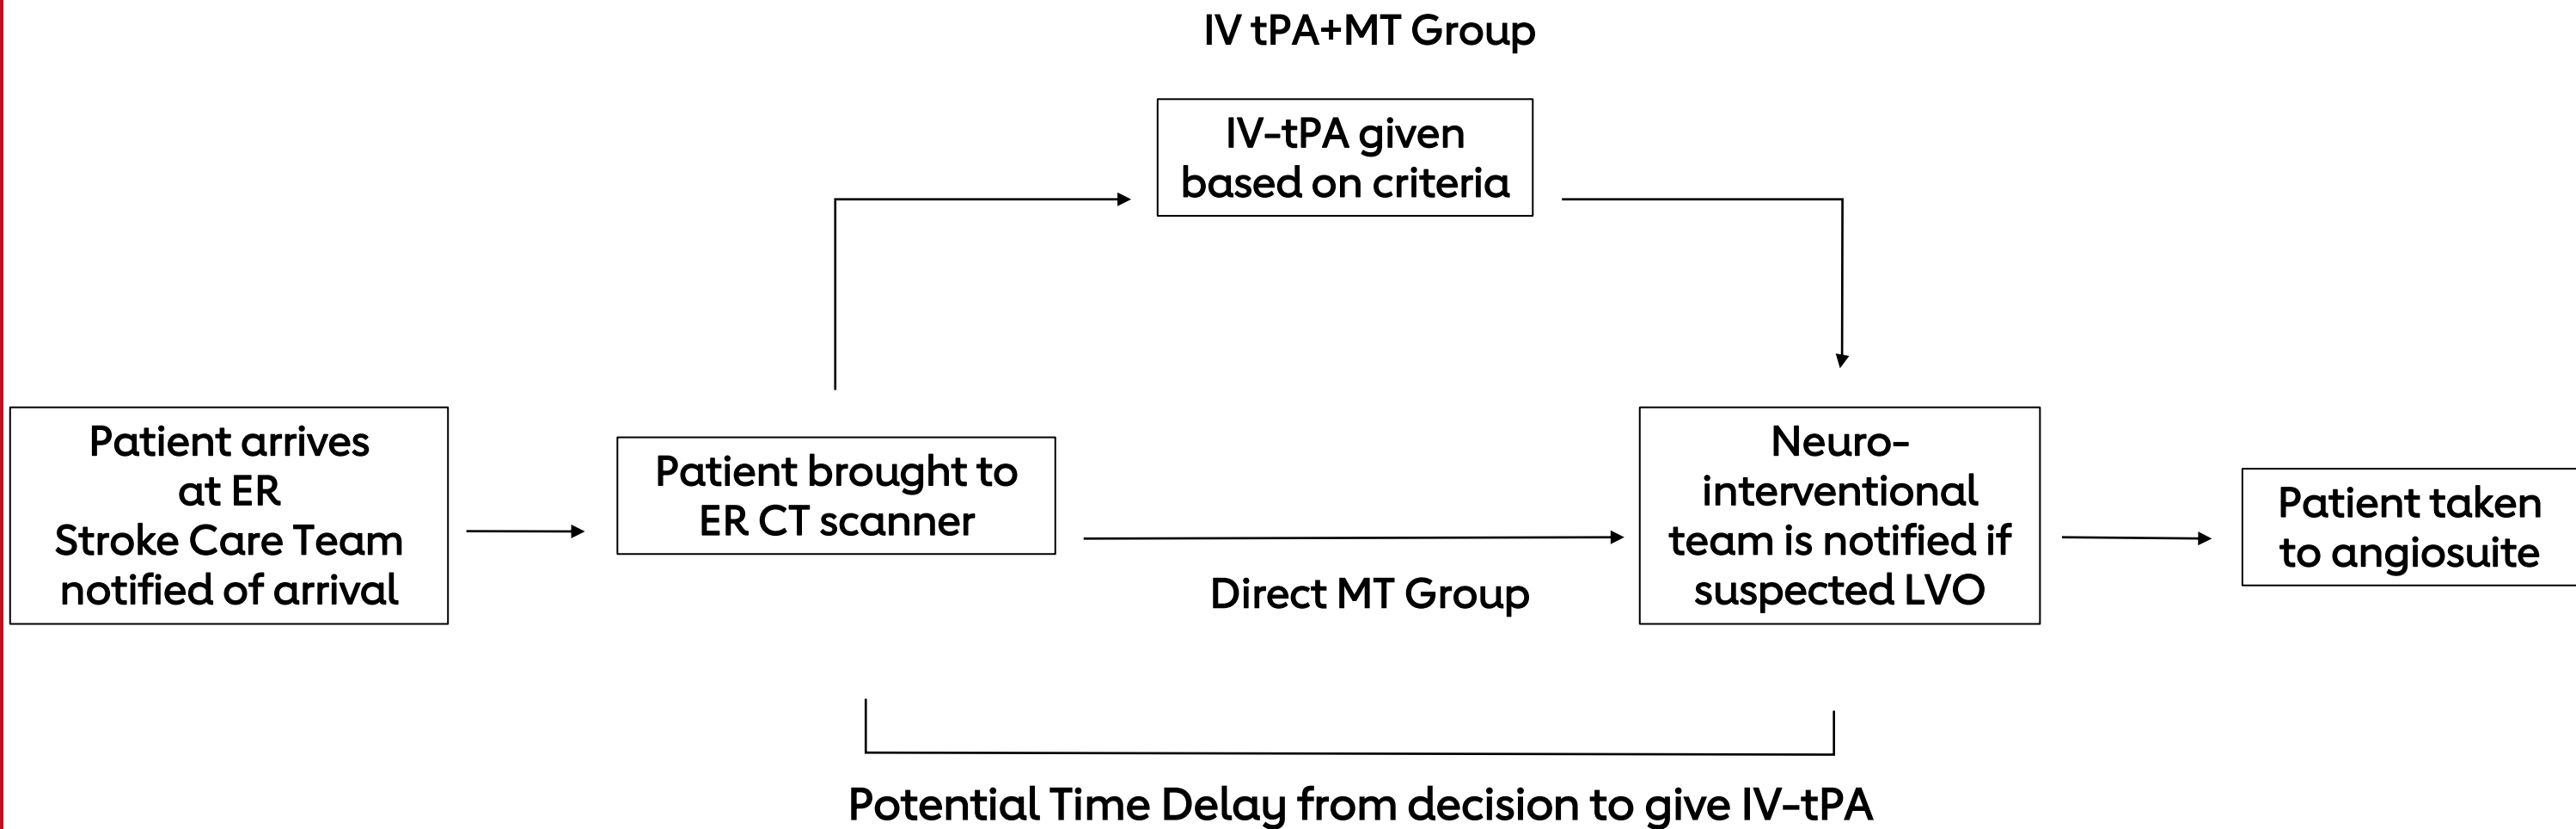 IV tPA+MT Group
IV-tPA given
based on criteria
Patient arrives
at ER
Stroke Care Team
notified of arrival
Patient brought to
ER CT scanner
Direct MT Group
Neuro-
interventional
team is notified if
suspected LVO
Patient taken
to angiosuite
Potential Time Delay from decision to give IV-tPA